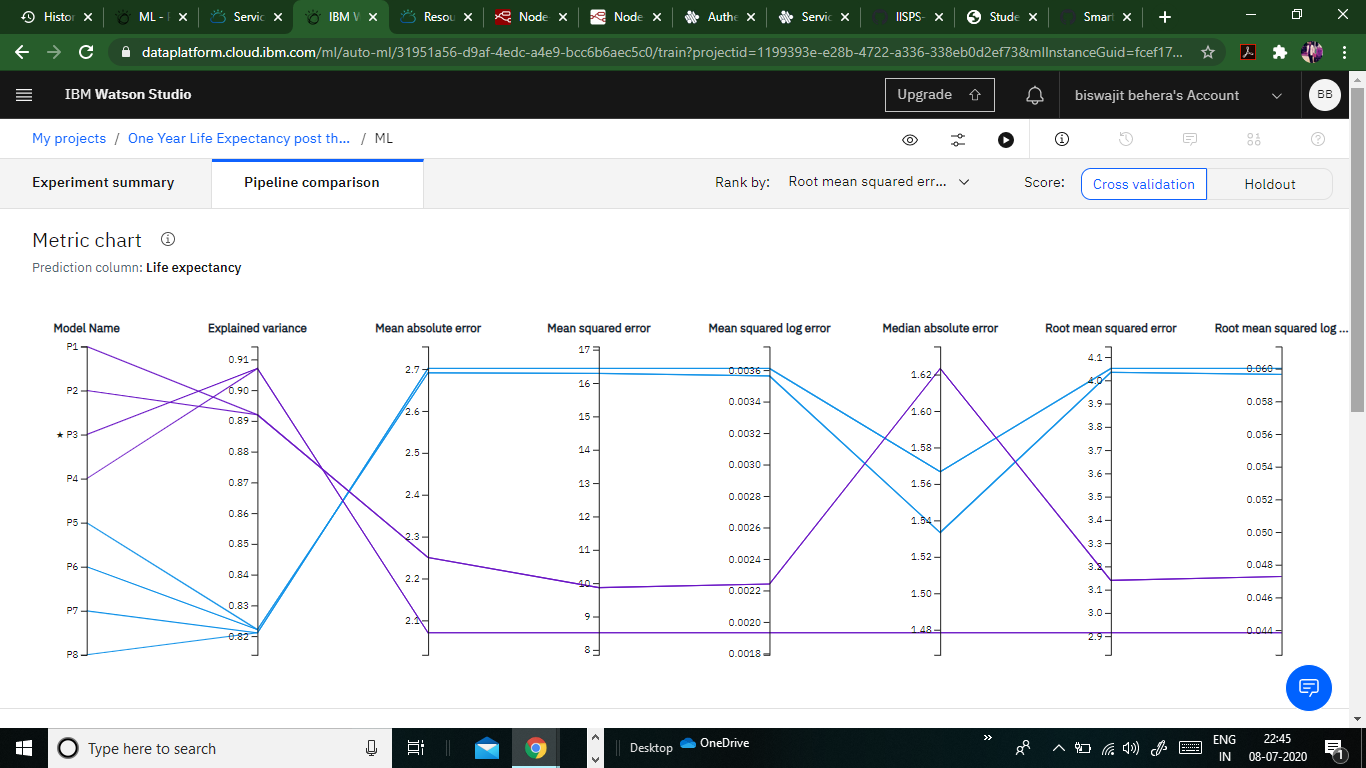 Histor
ML -
Servic
IBM W
Resou
Node
Node
Authe
Servic
IISPS-
Stude
Smar
dataplatform.cloud.ibm.com/ml/auto-ml/31951a56-d9af-4edc-a4e9-bcc6b6aec5c0/train?projectid=1199393e-e28b-4722-a336-338eb0d2ef73&mlInstanceGuid=fcef17...
IBM Watson Studio
Upgrade
biswajit behera's Account
BB
My projects / One Year Life Expectancy post th... / ML
Experiment summary
Pipeline comparison
Rank by: Root mean squared err...
Score: Cross validation Holdout
Metric chart
Prediction column: Life expectancy
Model Name
P1
P2
★ P3
P4
P5
P6
P7
P8
Explained variance
0.91
0.90
0.89
0.88
0.87
0.86
0.85
0.84
0.83
0.82
Mean absolute error
2.7
2.6
2.5
2.4
2.3
2.2
2.1
Mean squared error
17
16
15
14
13
12
11
10
9
8
Mean squared log error
0.0036
0.0034
0.0032
0.0030
0.0028
0.0026
0.0024
0.0022
0.0020
0.0018
Median absolute error
1.62
1.60
1.58
1.56
1.54
1.52
1.50
1.48
Root mean squared error
4.1
4.0
3.9
3.8
3.7
3.6
3.5
3.4
3.3
3.2
3.1
3.0
2.9
Root mean squared log ...
0.060
0.058
0.056
0.054
0.052
0.050
0.048
0.046
0.044
Type here to search
Desktop
OneDrive
»
ENG
IN
22:45
08-07-2020
1